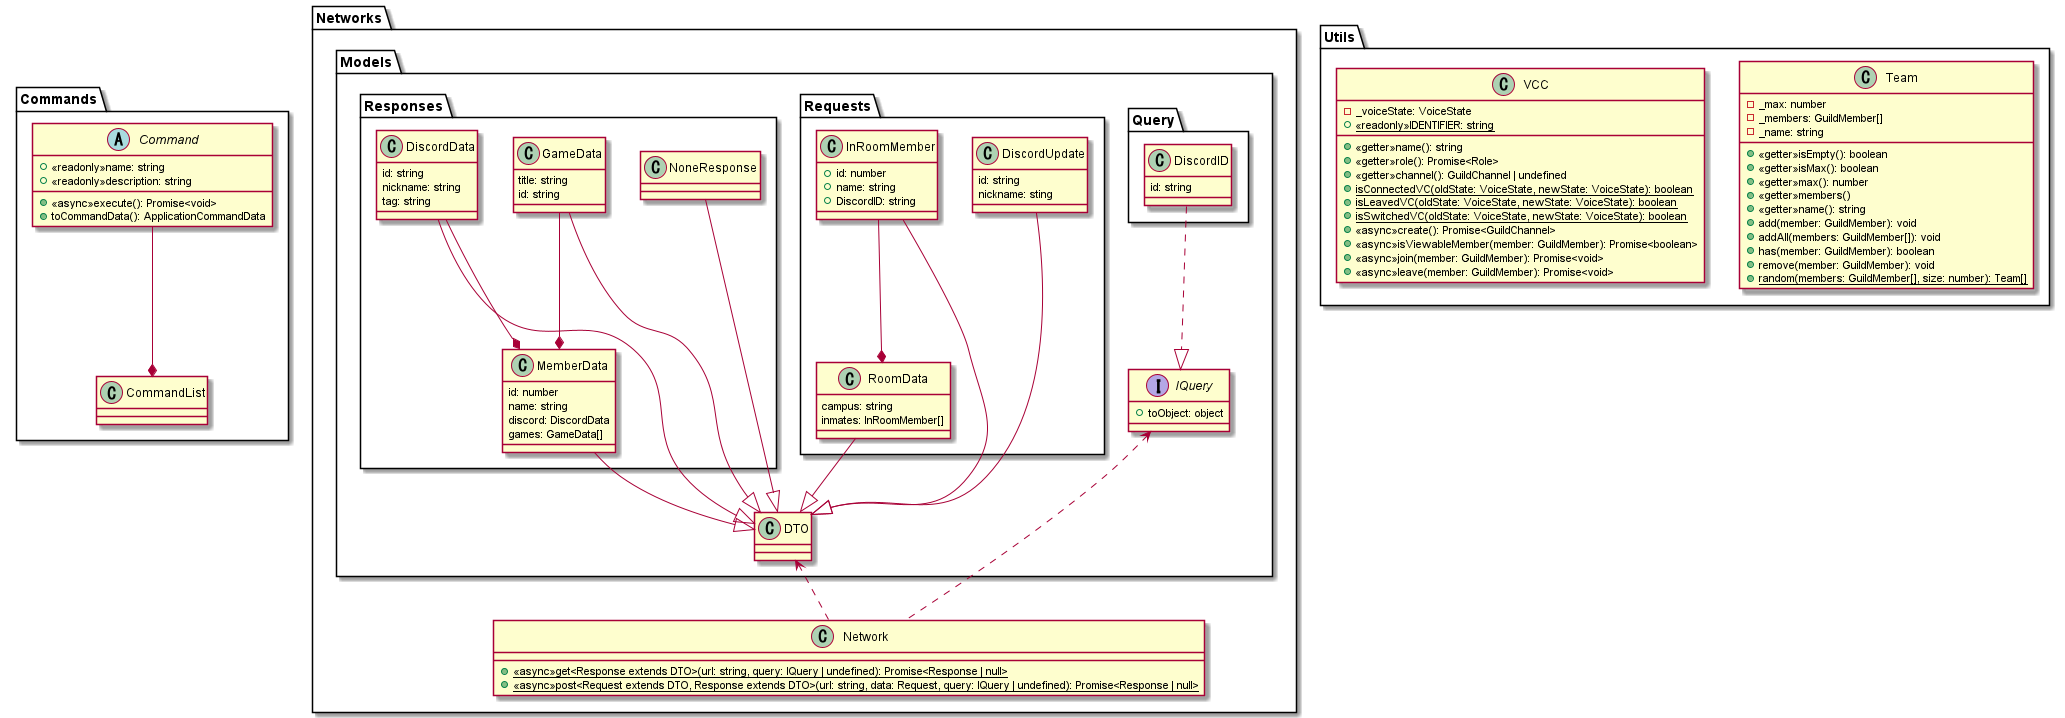 Commands
A Command
«readonly»name: string
«readonly»description: string
«async»execute(): Promise<void>
toCommandData(): ApplicationCommandData
C CommandList
Networks
Models
Responses
C DiscordData
id: string
nickname: string
tag: string
C GameData
title: string
id: string
C NoneResponse
C MemberData
id: number
name: string
discord: DiscordData
games: GameData[]
Requests
C InRoomMember
id: number
name: string
DiscordID: string
C DiscordUpdate
id: string
nickname: sting
C RoomData
campus: string
inmates: InRoomMember[]
Query
C DiscordID
id: string
I IQuery
toObject: object
C DTO
C Network
«async»get<Response extends DTO>(url: string, query: IQuery | undefined): Promise<Response | null>
«async»post<Request extends DTO, Response extends DTO>(url: string, data: Request, query: IQuery | undefined): Promise<Response | null>
Utils
C VCC
_voiceState: VoiceState
«readonly»IDENTIFIER: string
«getter»name(): string
«getter»role(): Promise<Role>
«getter»channel(): GuildChannel | undefined
isConnectedVC(oldState: VoiceState, newState: VoiceState): boolean
isLeavedVC(oldState: VoiceState, newState: VoiceState): boolean
isSwitchedVC(oldState: VoiceState, newState: VoiceState): boolean
«async»create(): Promise<GuildChannel>
«async»isViewableMember(member: GuildMember): Promise<boolean>
«async»join(member: GuildMember): Promise<void>
«async»leave(member: GuildMember): Promise<void>
C Team
_max: number
_members: GuildMember[]
_name: string
«getter»isEmpty(): boolean
«getter»isMax(): boolean
«getter»max(): number
«getter»members()
«getter»name(): string
add(member: GuildMember): void
addAll(members: GuildMember[]): void
has(member: GuildMember): boolean
remove(member: GuildMember): void
random(members: GuildMember[], size: number): Team[]